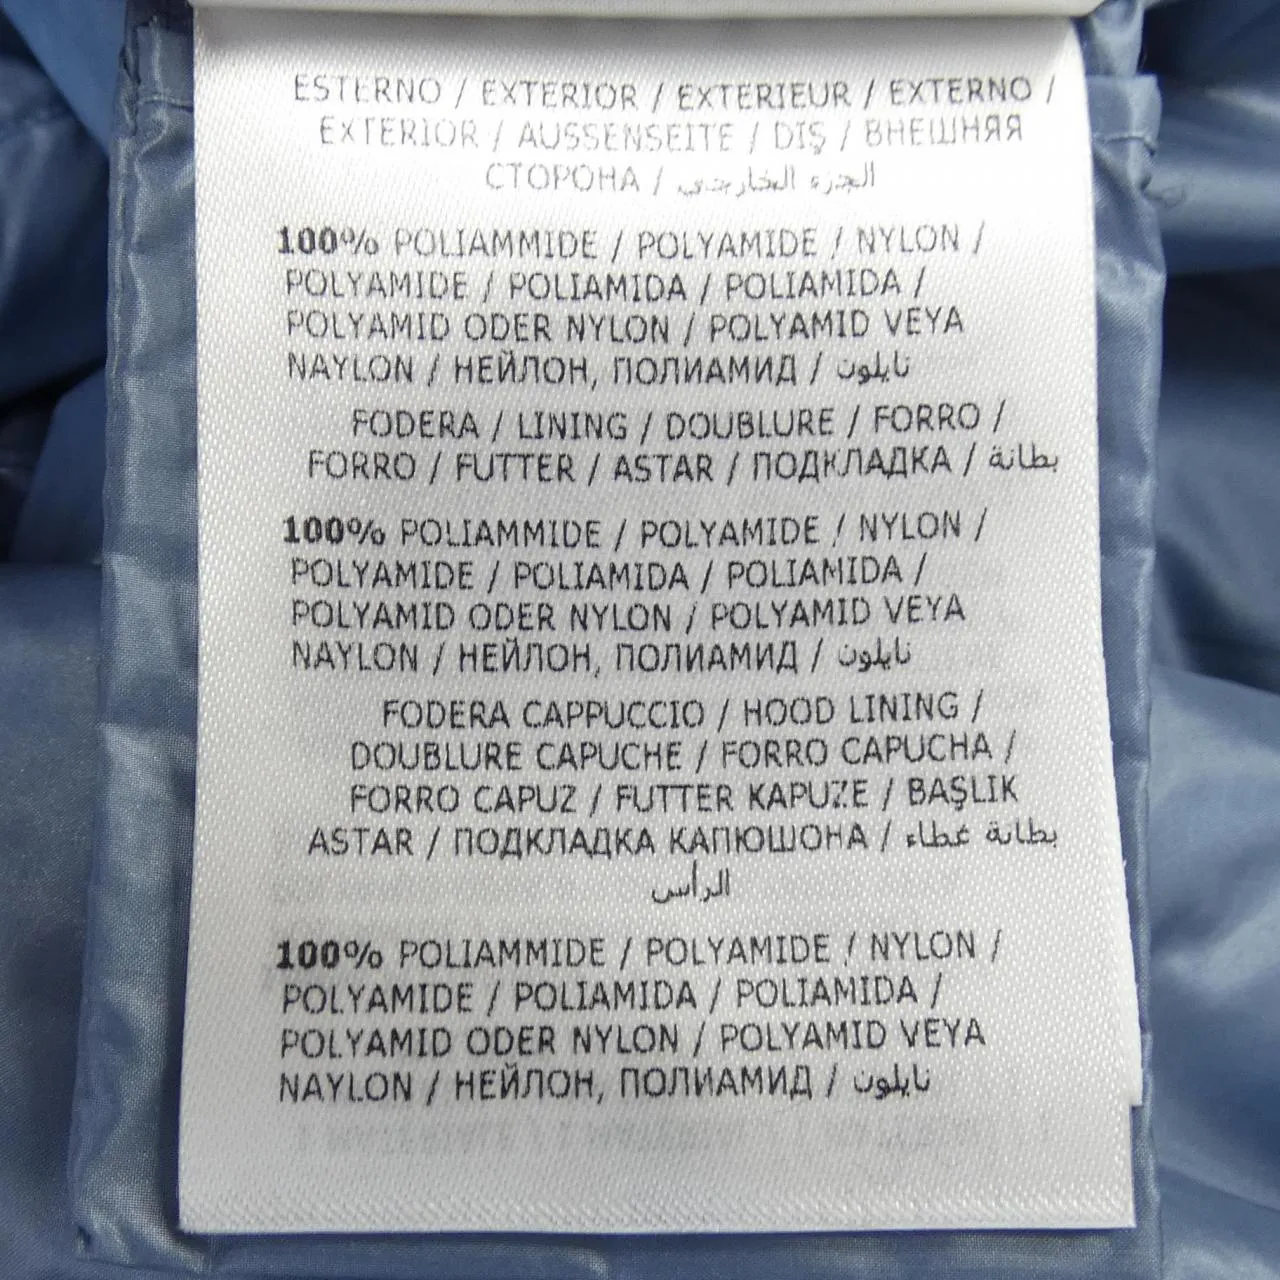 ESTERNO / EXTERIOR / EXTERIEUR / EXTERNO /
EXTERIOR / AUSSENSEITE / DIŞ / ВНЕШНЯЯ
СТОРОНА / الجزء الخارجي
100% POLIAMMIDE / POLYAMIDE / NYLON /
POLYAMIDE / POLIAMIDA / POLIAMIDA /
POLYAMID ODER NYLON / POLYAMID VEYA
NAYLON / НЕЙЛОН, ПОЛИАМИД / نايلون
FODERA / LINING / DOUBLURE / FORRO /
FORRO / FUTTER / ASTAR / ПОДКЛАДКА / بطانة
100% POLIAMMIDE / POLYAMIDE / NYLON /
POLYAMIDE / POLIAMIDA / POLIAMIDA /
POLYAMID ODER NYLON / POLYAMID VEYA
NAYLON / НЕЙЛОН, ПОЛИАМИД / نايلون
FODERA CAPPUCCIO / HOOD LINING /
DOUBLURE CAPUCHE / FORRO CAPUCHA /
FORRO CAPUZ / FUTTER KAPUZE / BAŞLIK
ASTAR / ПОДКЛАДКА КАПЮШОНА / بطانة غطاء
الرأس
100% POLIAMMIDE / POLYAMIDE / NYLON /
POLYAMIDE / POLIAMIDA / POLIAMIDA /
POLYAMID ODER NYLON / POLYAMID VEYA
NAYLON / НЕЙЛОН, ПОЛИАМИД / نايلون